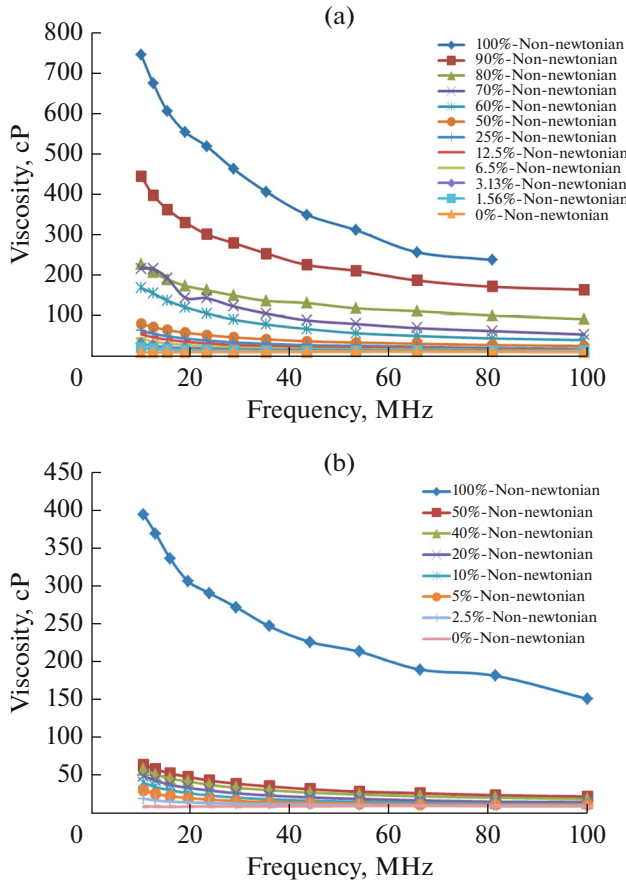 (a)
800
700
600
500
400
300
200
100
0
20
40
60
80
100
Viscosity, cP
Frequency, MHz
100%-Non-newtonian
90%-Non-newtonian
80%-Non-newtonian
70%-Non-newtonian
60%-Non-newtonian
50%-Non-newtonian
25%-Non-newtonian
12.5%-Non-newtonian
6.5%-Non-newtonian
3.13%-Non-newtonian
1.56%-Non-newtonian
0%-Non-newtonian
(b)
450
400
350
300
250
200
150
100
50
0
20
40
60
80
100
Viscosity, cP
Frequency, MHz
100%-Non-newtonian
50%-Non-newtonian
40%-Non-newtonian
20%-Non-newtonian
10%-Non-newtonian
5%-Non-newtonian
2.5%-Non-newtonian
0%-Non-newtonian